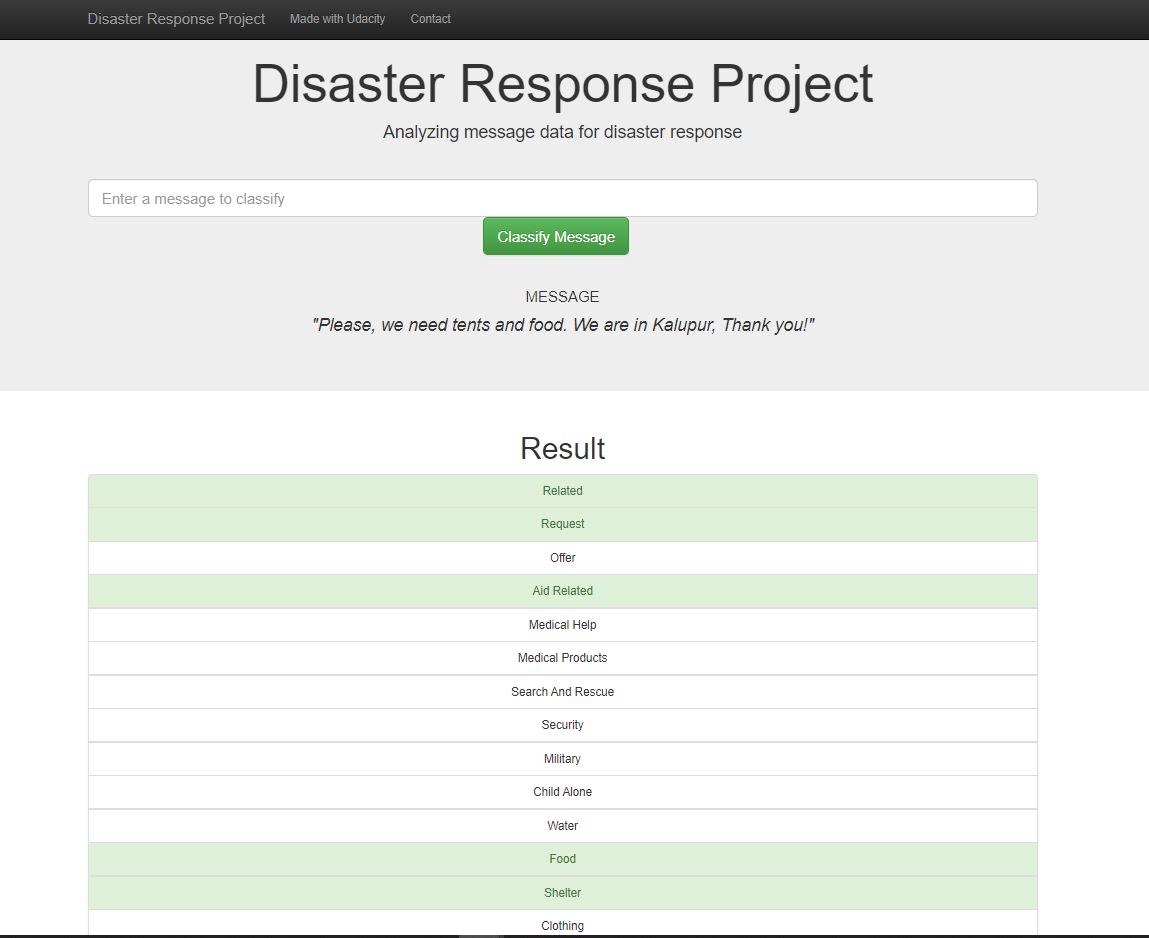 Disaster Response Project Made with Udacity Contact
Disaster Response Project
Analyzing message data for disaster response
Enter a message to classify
Classify Message
MESSAGE
"Please, we need tents and food. We are in Kalupur, Thank you!"
Result
Related
Request
Offer
Aid Related
Medical Help
Medical Products
Search And Rescue
Security
Military
Child Alone
Water
Food
Shelter
Clothing